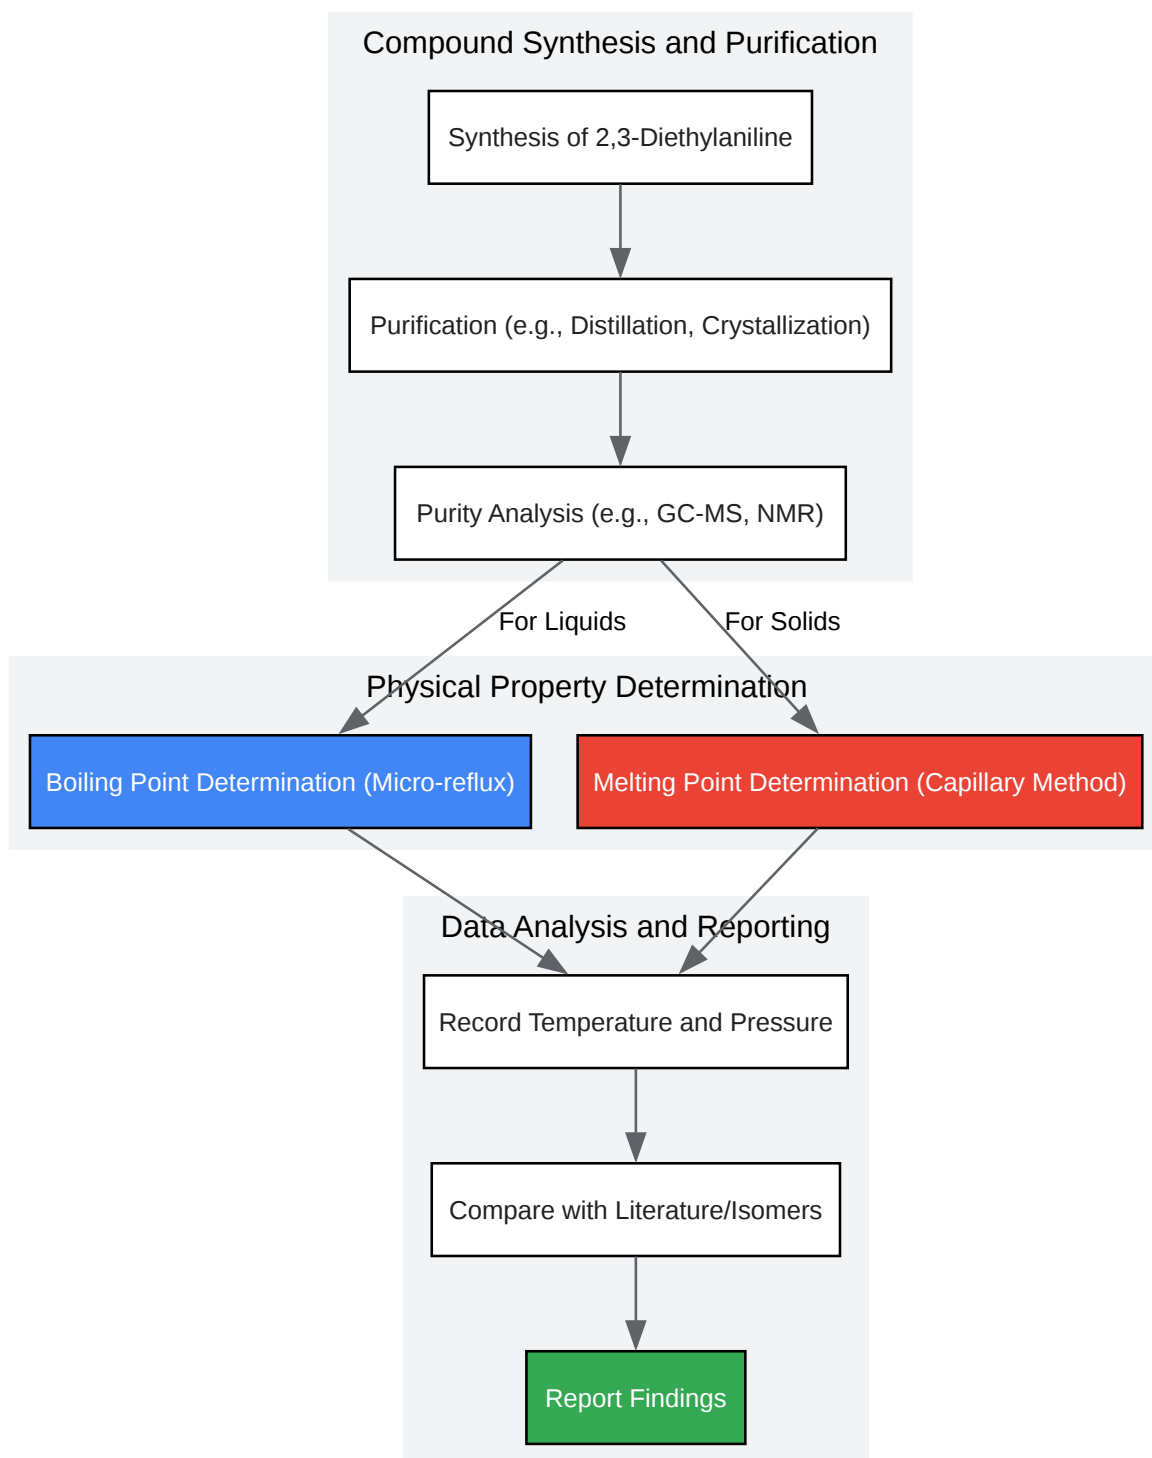 Compound Synthesis and Purification
Synthesis of 2,3-Diethylaniline
Purification (e.g., Distillation, Crystallization)
Purity Analysis (e.g., GC-MS, NMR)
For Liquids
For Solids
Physical Property Determination
Boiling Point Determination (Micro-reflux)
Melting Point Determination (Capillary Method)
Data Analysis and Reporting
Record Temperature and Pressure
Compare with Literature/Isomers
Report Findings